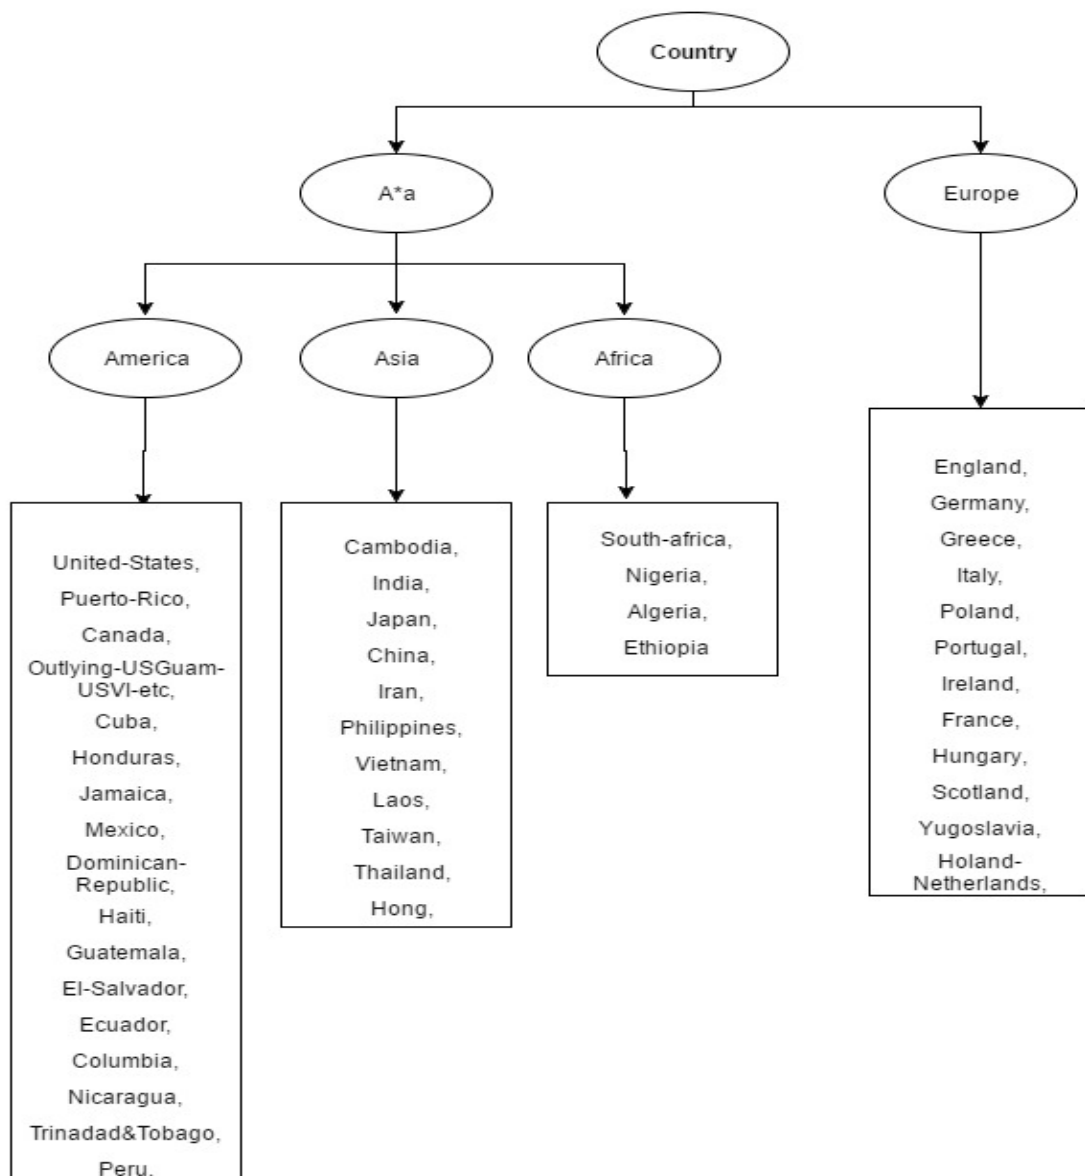 Country
A*a
Europe
America
Asia
Africa
United-States,
Puerto-Rico,
Canada,
Outlying-USGuam-
USVI-etc,
Cuba,
Honduras,
Jamaica,
Mexico,
Dominican-
Republic,
Haiti,
Guatemala,
El-Salvador,
Ecuador,
Columbia,
Nicaragua,
Trinadad&Tobago,
Peru,
Cambodia,
India,
Japan,
China,
Iran,
Philippines,
Vietnam,
Laos,
Taiwan,
Thailand,
Hong,
South-africa,
Nigeria,
Algeria,
Ethiopia
England,
Germany,
Greece,
Italy,
Poland,
Portugal,
Ireland,
France,
Hungary,
Scotland,
Yugoslavia,
Holand-
Netherlands,